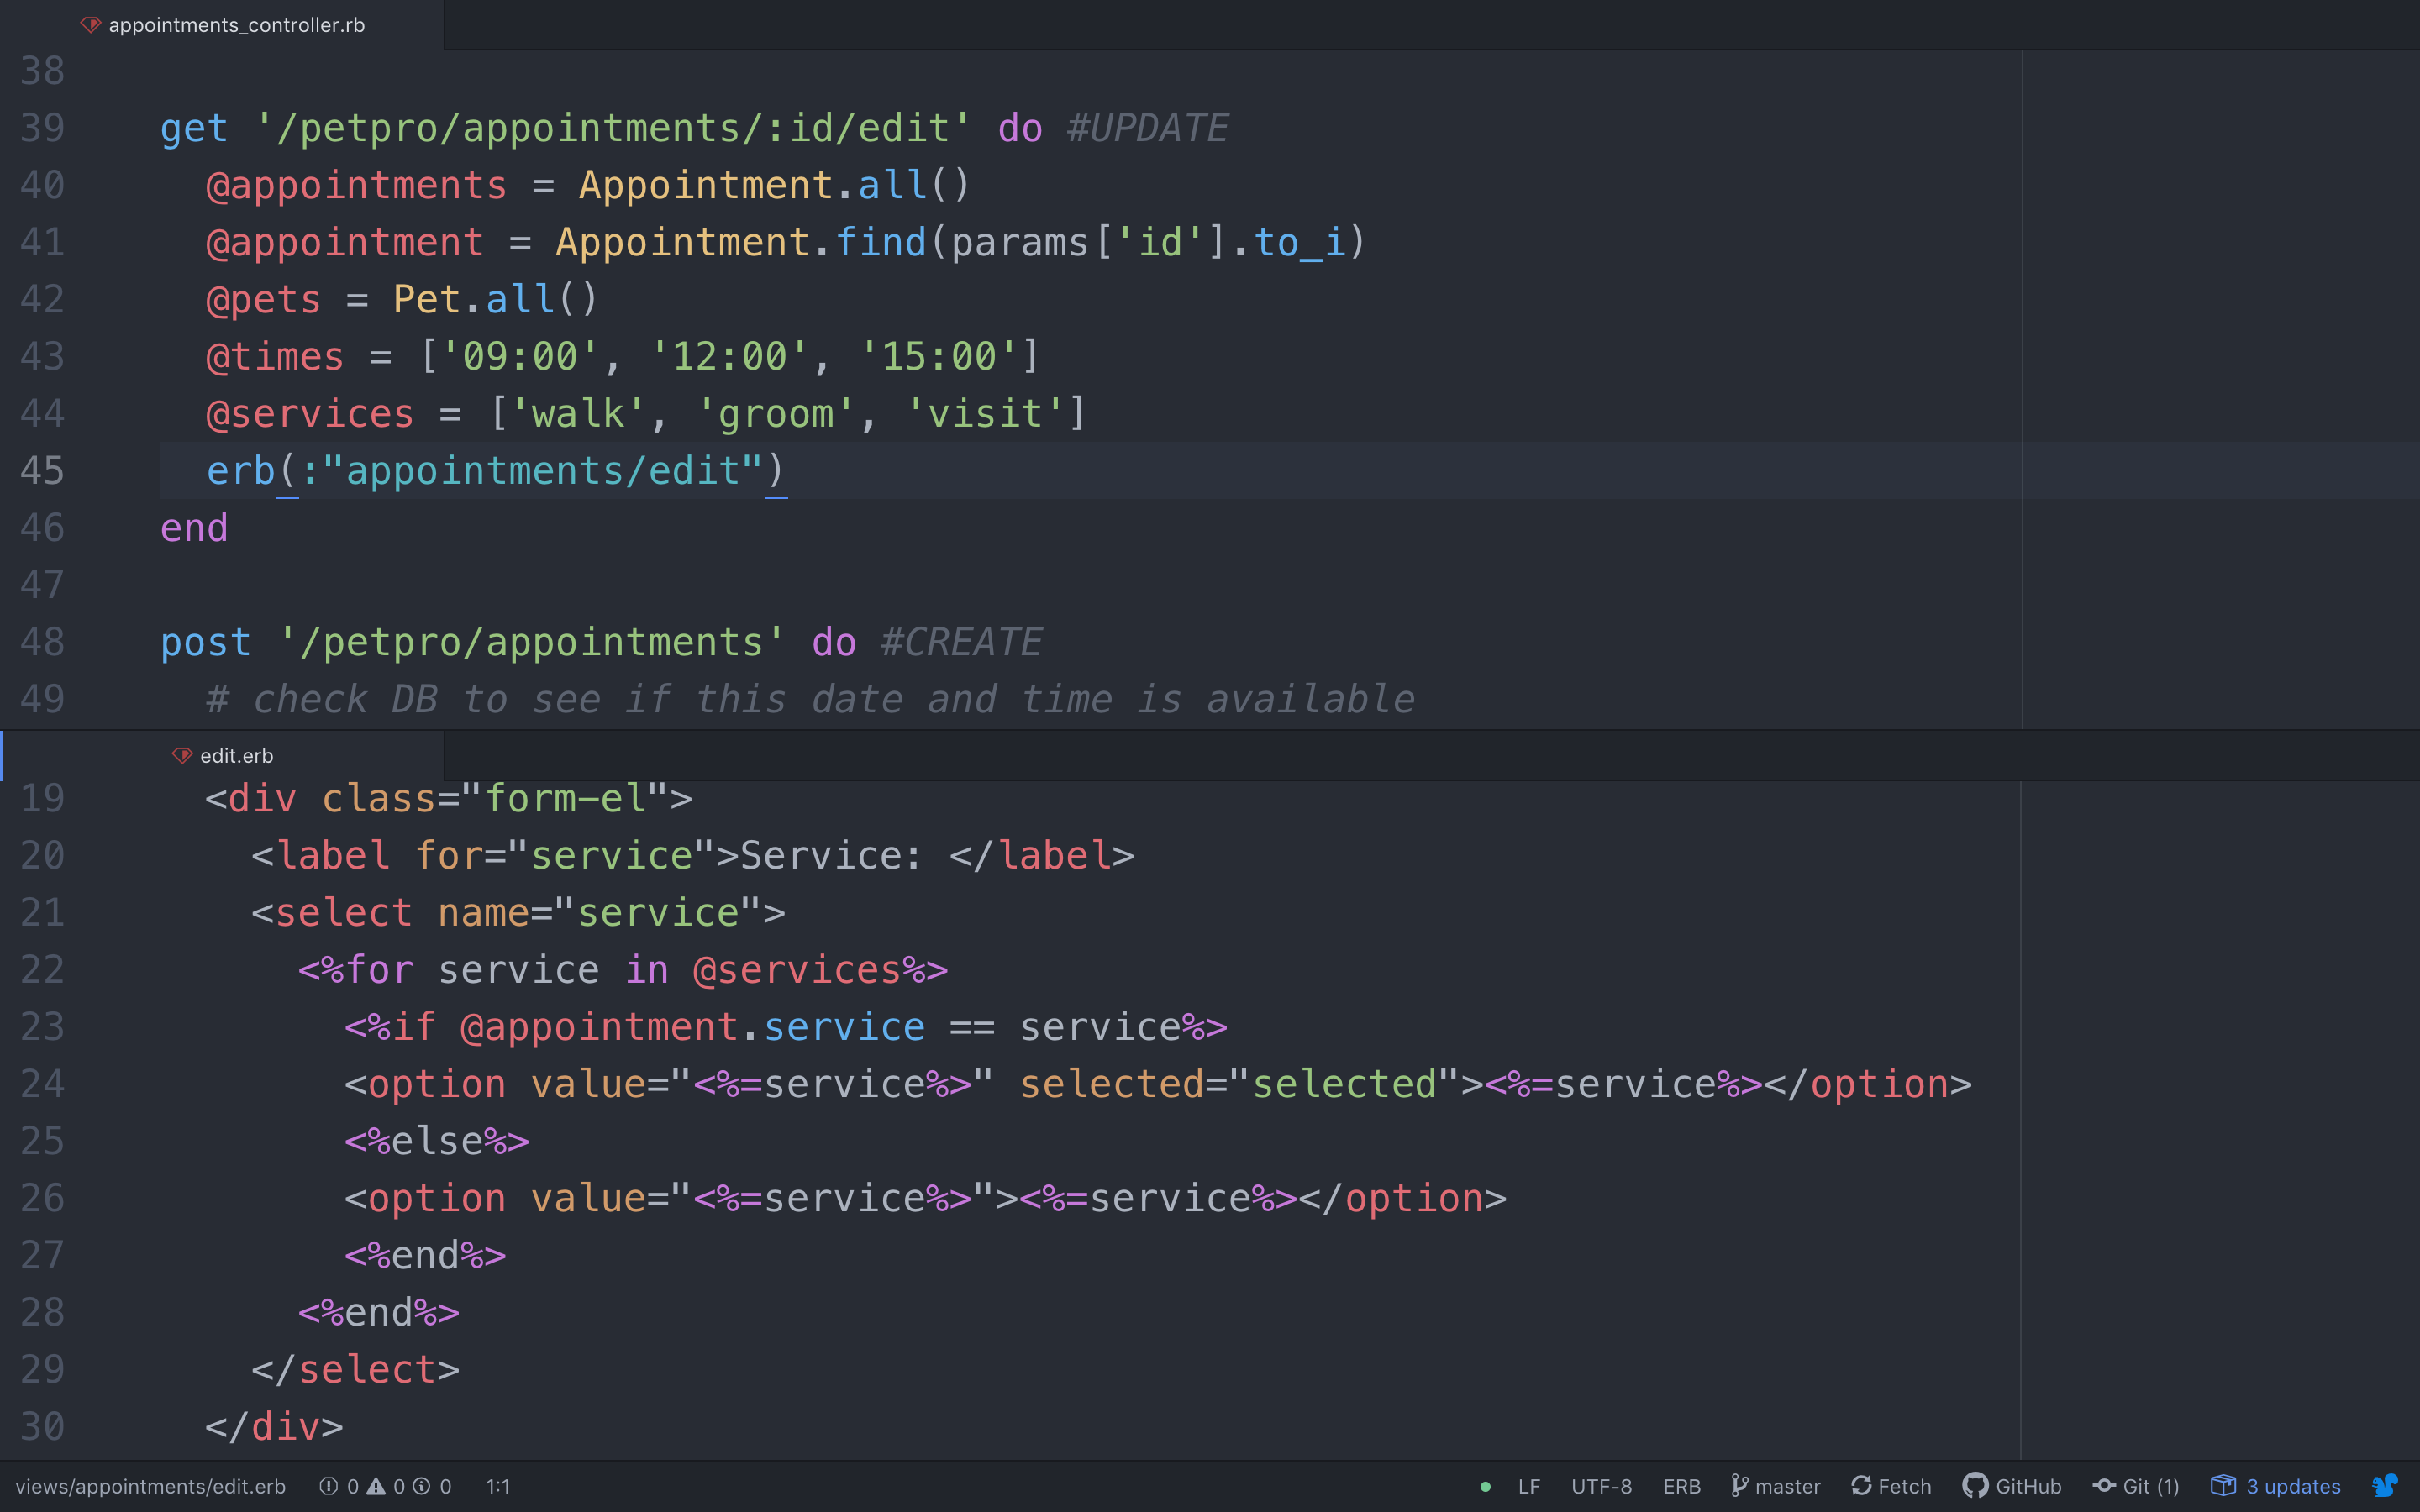 appointments_controller.rb
38
39 get '/petpro/appointments/:id/edit' do #UPDATE
40 @appointments = Appointment.all()
41 @appointment = Appointment.find(params['id'].to_i)
42 @pets = Pet.all()
43 @times = ['09:00', '12:00', '15:00']
44 @services = ['walk', 'groom', 'visit']
45 erb(:"appointments/edit")
46 end
47
48 post '/petpro/appointments' do #CREATE
49 # check DB to see if this date and time is available
edit.erb
19 <div class="form-el">
20 <label for="service">Service: </label>
21 <select name="service">
22 <%for service in @services%>
23 <%if @appointment.service == service%>
24 <option value="<%=service%>" selected="selected"><%=service%></option>
25 <%else%>
26 <option value="<%=service%>"><%=service%></option>
27 <%end%>
28 <%end%>
29 </select>
30 </div>
views/appointments/edit.erb 0 0 0 1:1 LF UTF-8 ERB master Fetch GitHub Git (1) 3 updates